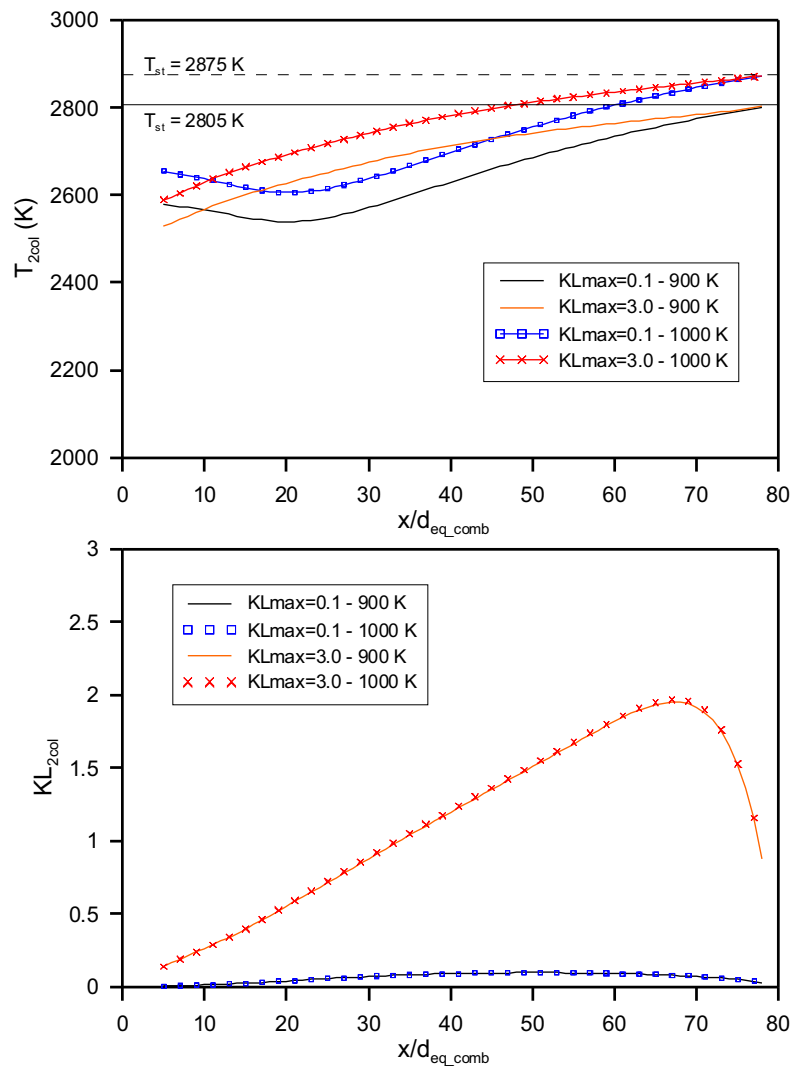 3000
T_st = 2875 K
2800
T_st = 2805 K
2600
2400
2200
2000
T_2col (K)
KLmax=0.1 - 900 K
KLmax=3.0 - 900 K
KLmax=0.1 - 1000 K
KLmax=3.0 - 1000 K
0 10 20 30 40 50 60 70 80
x/d_eq_comb
3
2.5
2
1.5
1
0.5
0
KL_2col
KLmax=0.1 - 900 K
KLmax=0.1 - 1000 K
KLmax=3.0 - 900 K
KLmax=3.0 - 1000 K
0 10 20 30 40 50 60 70 80
x/d_eq_comb